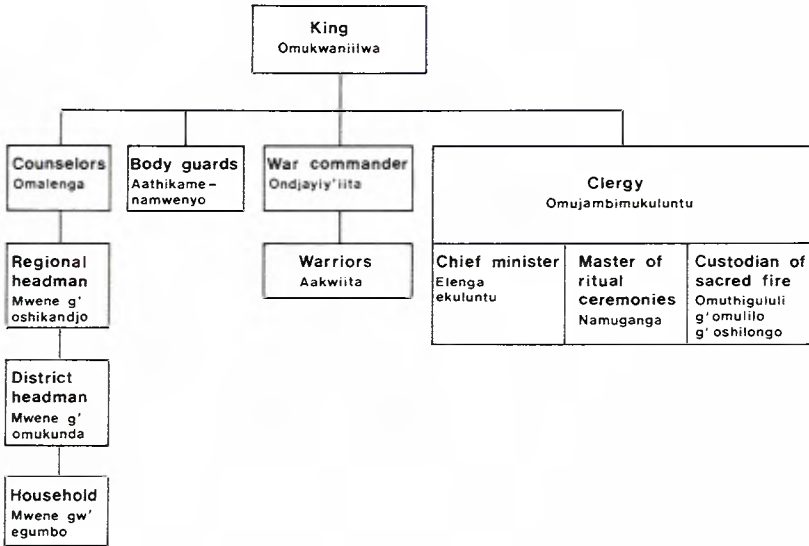 King
Omukwaniilwa
Counselors
Omalenga
Body guards
Aathikame-
namwenyo
War commander
Ondjayiy'iita
Clergy
Omujambimukuluntu
Regional
headman
Mwene g'
oshikandjo
Warriors
Aakwiita
Chief minister
Elenga
ekuluntu
Master of
ritual
ceremonies
Namuganga
Custodian of
sacred fire
Omuthigululi
g'omulilo
g'oshilongo
District
headman
Mwene g'
omukunda
Household
Mwene gw'
egumbo